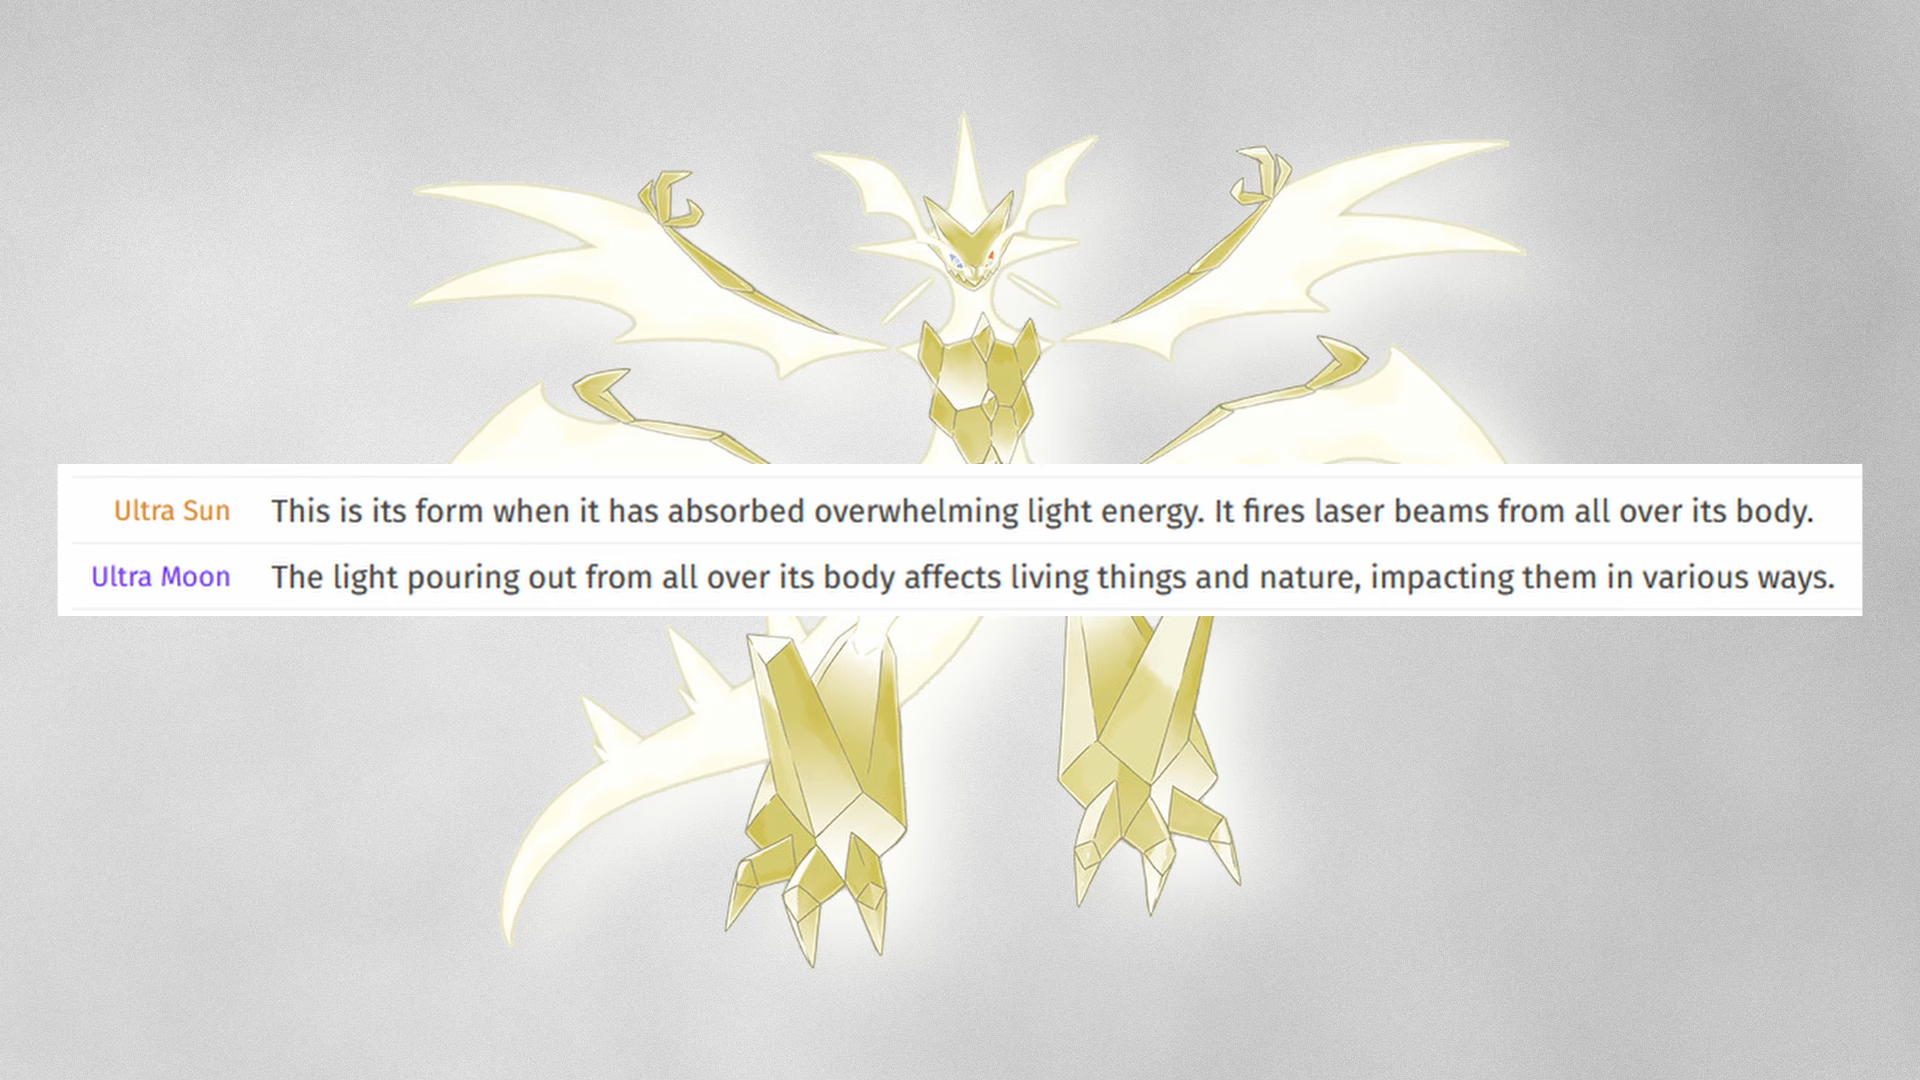 Ultra Sun This is its form when it has absorbed overwhelming light energy. It fires laser beams from all over its body.
Ultra Moon The light pouring out from all over its body affects living things and nature, impacting them in various ways.